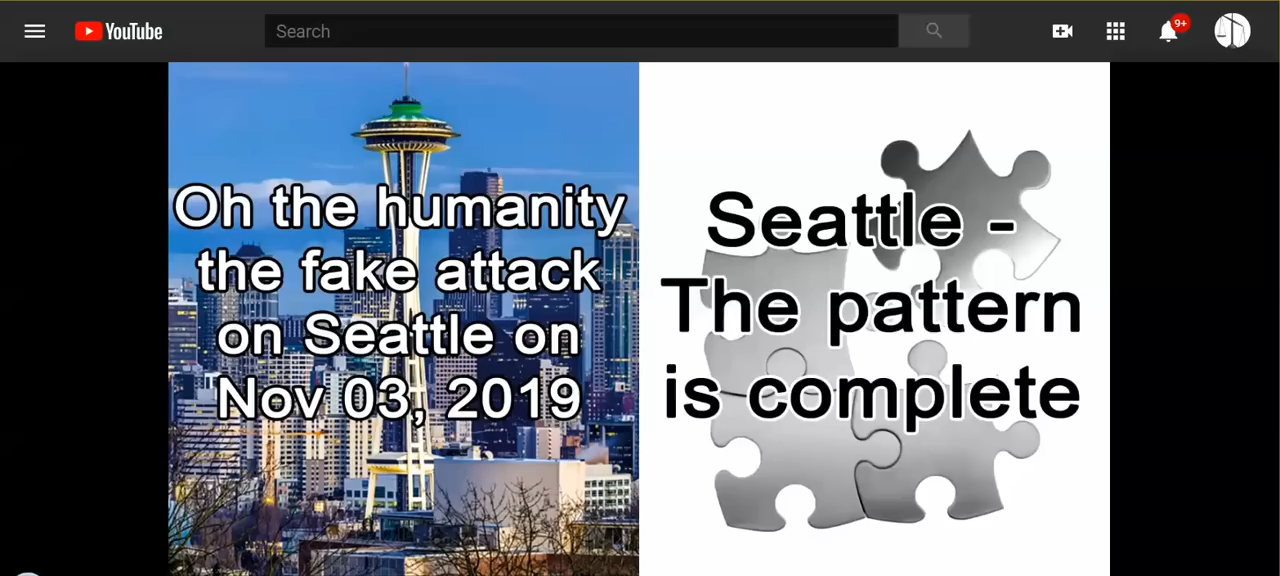 YouTube
Search
9+
Oh the humanity
the fake attack
on Seattle on
Nov 03, 2019
Seattle -
The pattern
is complete